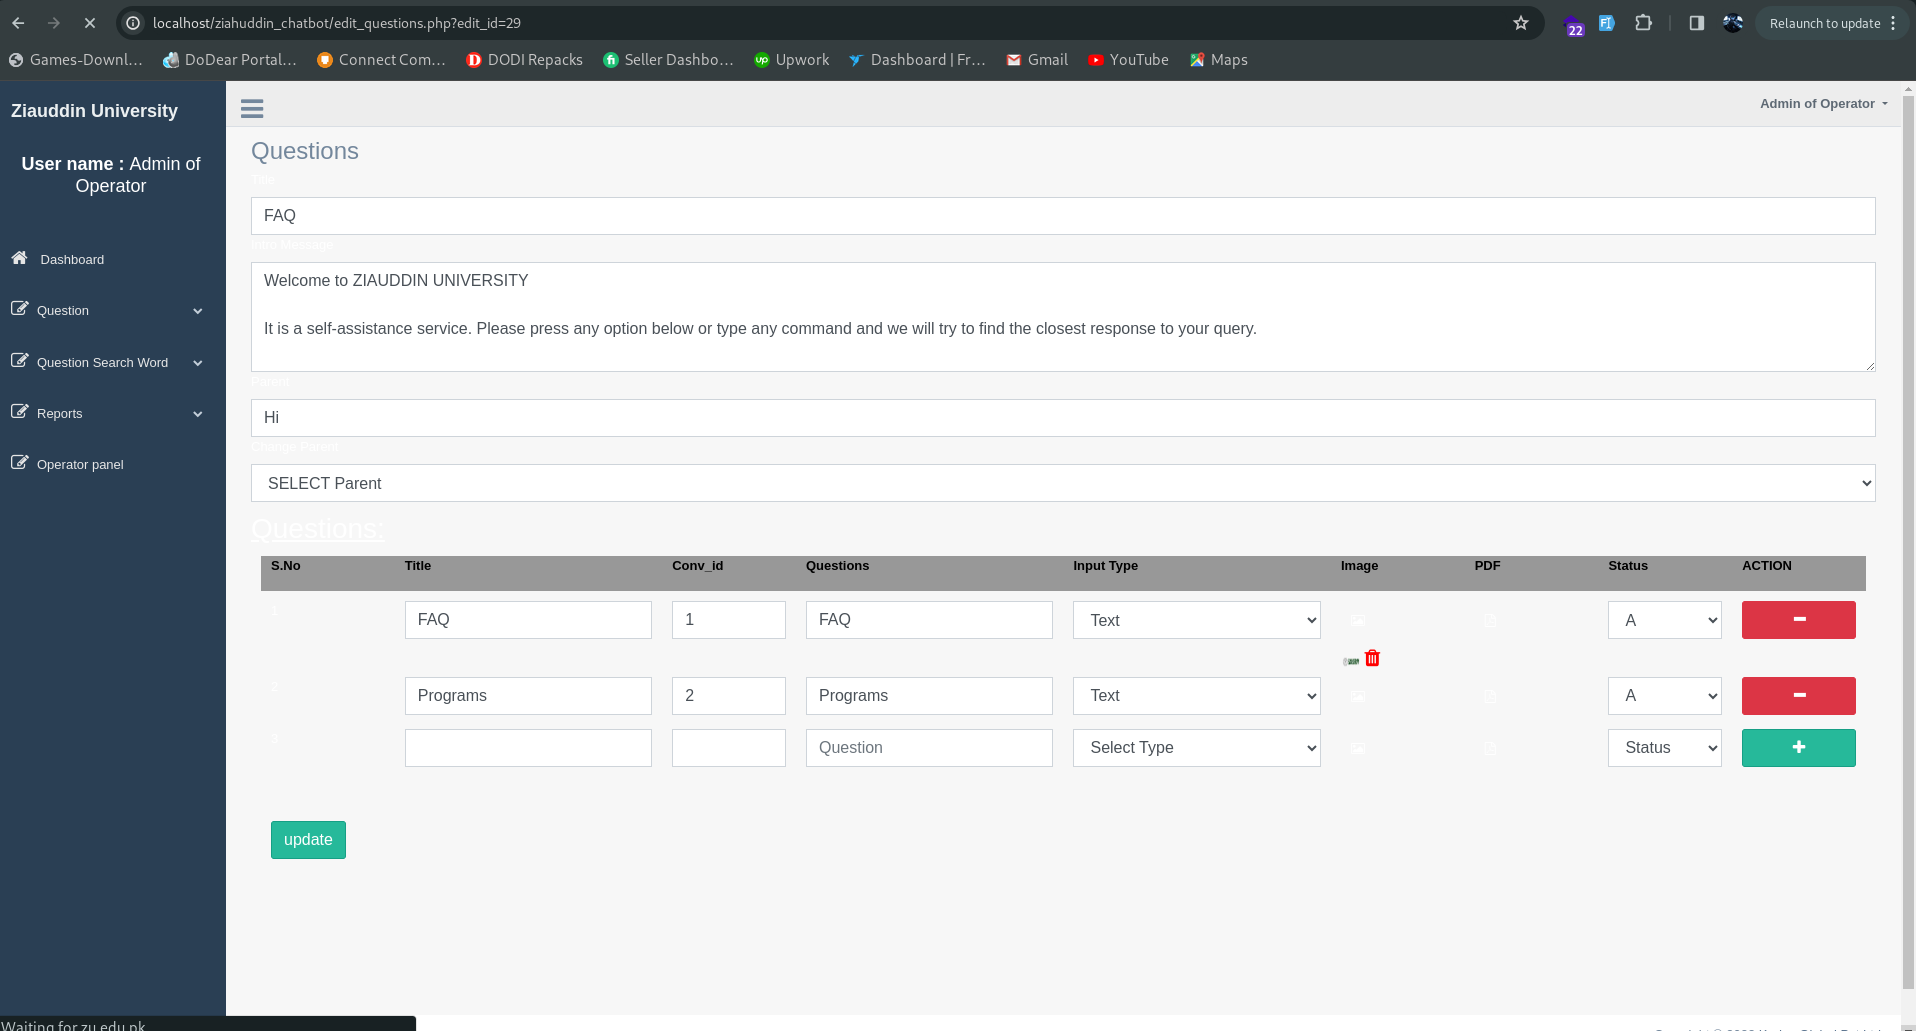 localhost/ziahuddin_chatbot/edit_questions.php?edit_id=29
22
Relaunch to update
Games-Downl...
DoDear Portal...
Connect Com...
DODI Repacks
Seller Dashbo...
Upwork
Dashboard | Fr...
Gmail
YouTube
Maps
Ziauddin University
Admin of Operator
User name : Admin of
Operator
Dashboard
Question
Question Search Word
Reports
Operator panel
Questions
Title
FAQ
Intro Message
Welcome to ZIAUDDIN UNIVERSITY
It is a self-assistance service. Please press any option below or type any command and we will try to find the closest response to your query.
Parent
Hi
Change Parent
SELECT Parent
Questions:
S.No Title Conv_id Questions Input Type Image PDF Status ACTION
1 FAQ 1 FAQ Text A
2 Programs 2 Programs Text A
3 Question Select Type Status
update
Waiting for zu.edu.pk